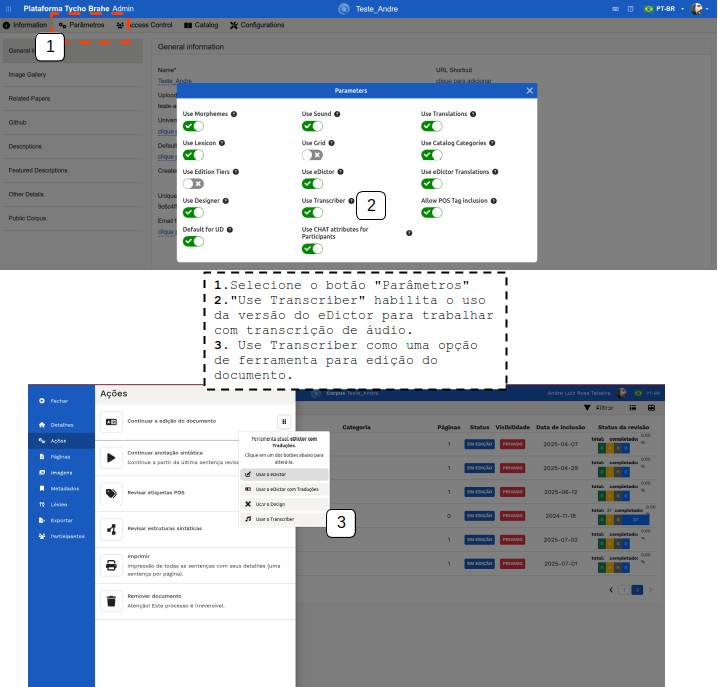 Plataforma Tycho Brahe Admin
Teste_Andre
PT-BR
Information
Parâmetros
Access Control
Catalog
Configurations
1
General information
Name*
Teste_Andre
URL Shortcut
clique para adicionar
Image Gallery
Related Papers
Github
Descriptions
Featured Descriptions
Other Details
Public Corpus
Parameters
Use Morphemes
Use Sound
Use Translations
Use Lexicon
Use Grid
Use Catalog Categories
Use Edition Tiers
Use eDictor
Use eDictor Translations
Use Designer
Use Transcriber
2
Allow POS Tag inclusion
Default for UD
Use CHAT attributes for
Participants
1.Selecione o botão "Parâmetros"
2."Use Transcriber" habilita o uso
da versão do eDictor para trabalhar
com transcrição de áudio.
3. Use Transcriber como uma opção
de ferramenta para edição do
documento.
Fechar
Detalhes
Ações
Páginas
Imagens
Metadados
Léxico
Exportar
Participantes
Ações
Continuar a edição do documento
Continuar anotação sintática
Continue a partir da última sentença revisa
Revisar etiquetas POS
Revisar estruturas sintáticas
Imprimir
Impressão de todas as sentenças com seus detalhes (uma
sentença por página).
Remover documento
Atenção! Este processo é irreversível.
Ferramenta atual: eDictor com
Traduções.
Clique em um dos botões abaixo para
alterá-la.
Usar o eDictor
Usar o eDictor com Traduções
Usar o Design
Usar o Transcriber
3
Corpus Teste_Andre
Andre Luiz Rosa Teixeira
PT-BR
Filtrar
Categoria
Páginas
Status
Visibilidade
Data de inclusão
Status da revisão
1 EM EDIÇÃO PRIVADO 2025-04-07 total: completado: 0.00 %
1 EM EDIÇÃO PRIVADO 2025-04-29 total: completado: 0.00 %
1 EM EDIÇÃO PRIVADO 2025-06-12 total: completado: 0.00 %
0 EM EDIÇÃO PRIVADO 2024-11-18 total: 37 completado: 0.00 %
1 EM EDIÇÃO PRIVADO 2025-07-02 total: completado: 0.00 %
1 EM EDIÇÃO PRIVADO 2025-07-01 total: completado: 0.00 %
1 2